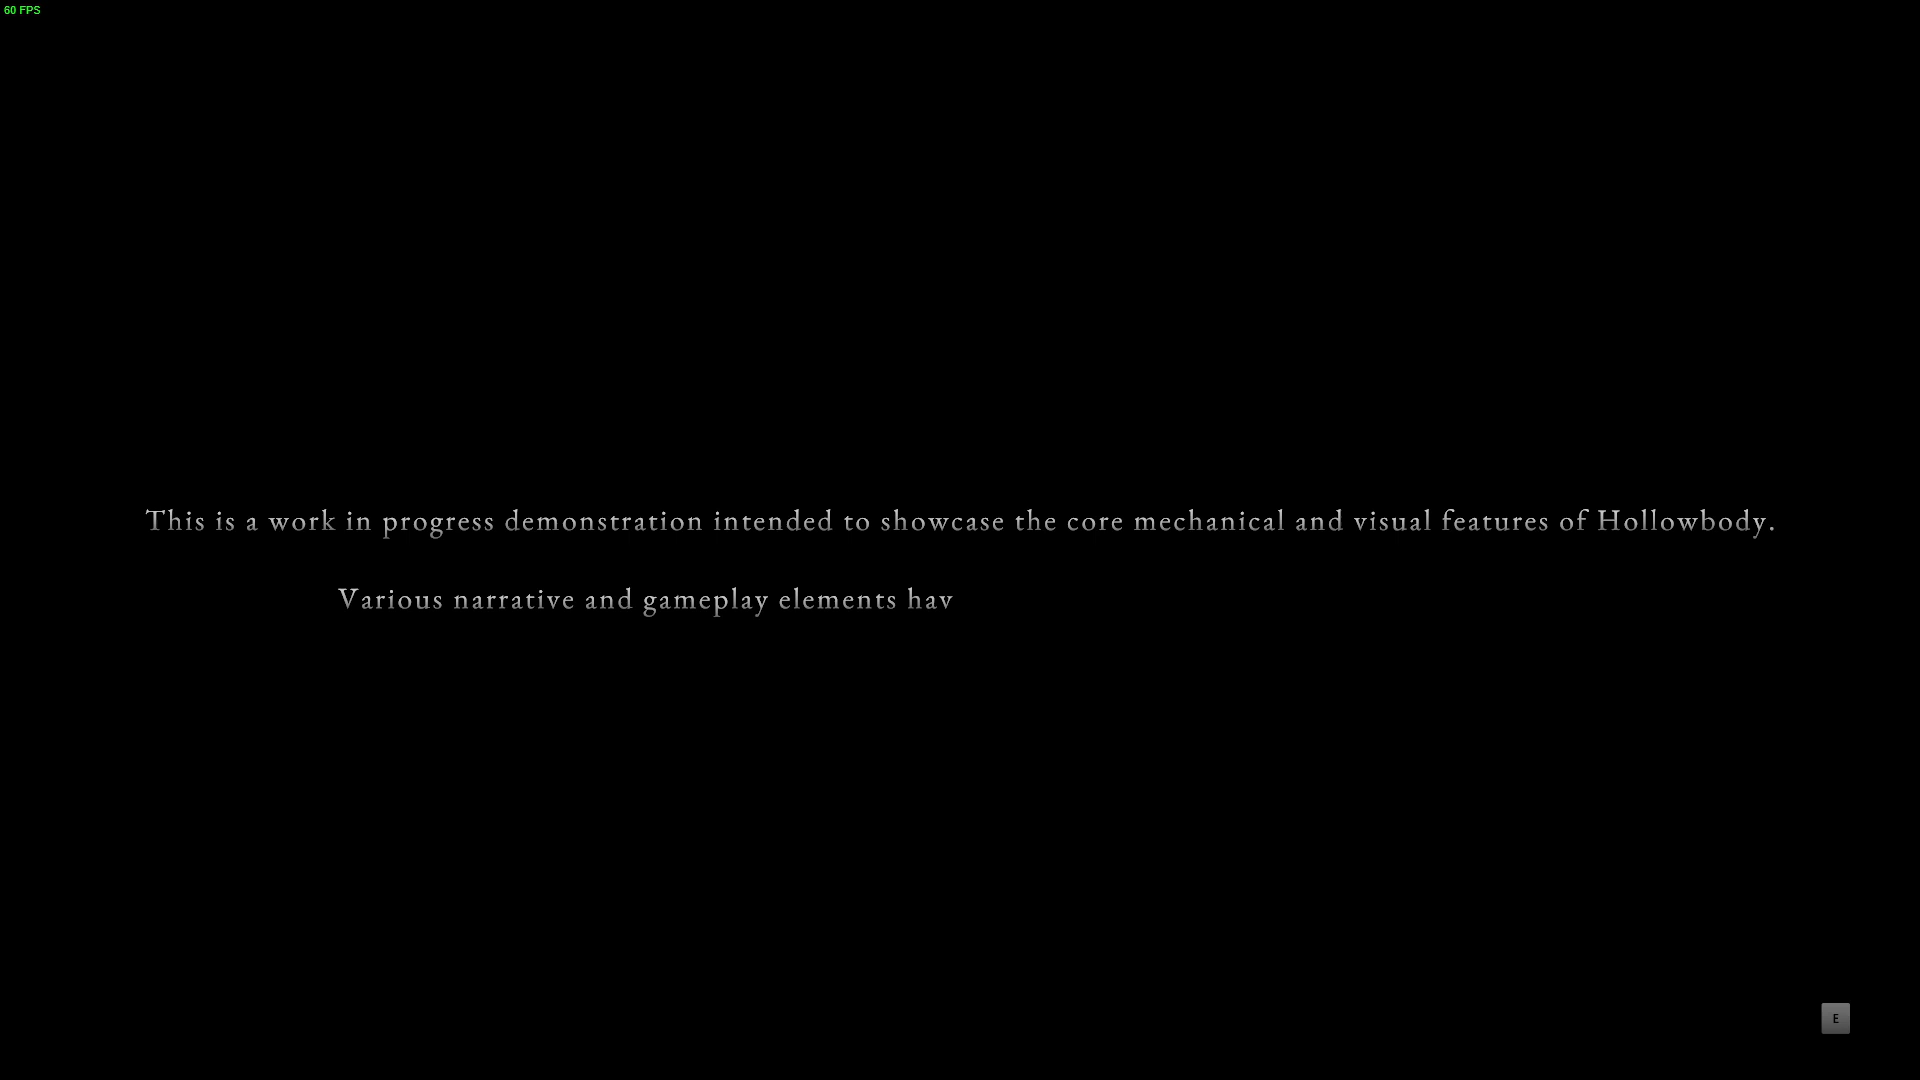 60 FPS
This is a work in progress demonstration intended to showcase the core mechanical and visual features of Hollowbody.
Various narrative and gameplay elements hav
E